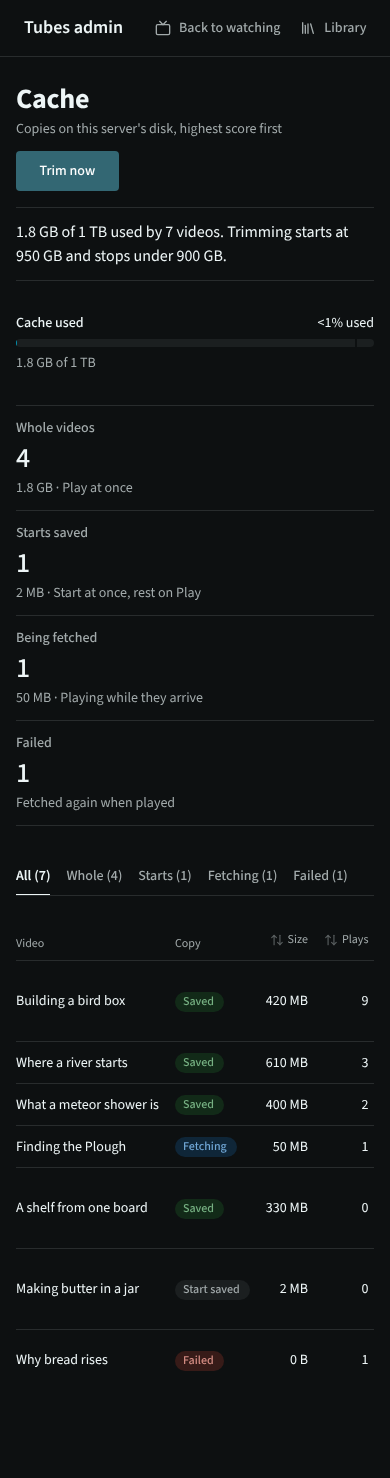 Tubes admin
Back to watching
Library
Cache
Copies on this server's disk, highest score first
Trim now
1.8 GB of 1 TB used by 7 videos. Trimming starts at
950 GB and stops under 900 GB.
Cache used
<1% used
1.8 GB of 1 TB
Whole videos
4
1.8 GB · Play at once
Starts saved
1
2 MB · Start at once, rest on Play
Being fetched
1
50 MB · Playing while they arrive
Failed
1
Fetched again when played
All (7) Whole (4) Starts (1) Fetching (1) Failed (1)
Video Copy Size Plays
Building a bird box Saved 420 MB 9
Where a river starts Saved 610 MB 3
What a meteor shower is Saved 400 MB 2
Finding the Plough Fetching 50 MB 1
A shelf from one board Saved 330 MB 0
Making butter in a jar Start saved 2 MB 0
Why bread rises Failed 0 B 1